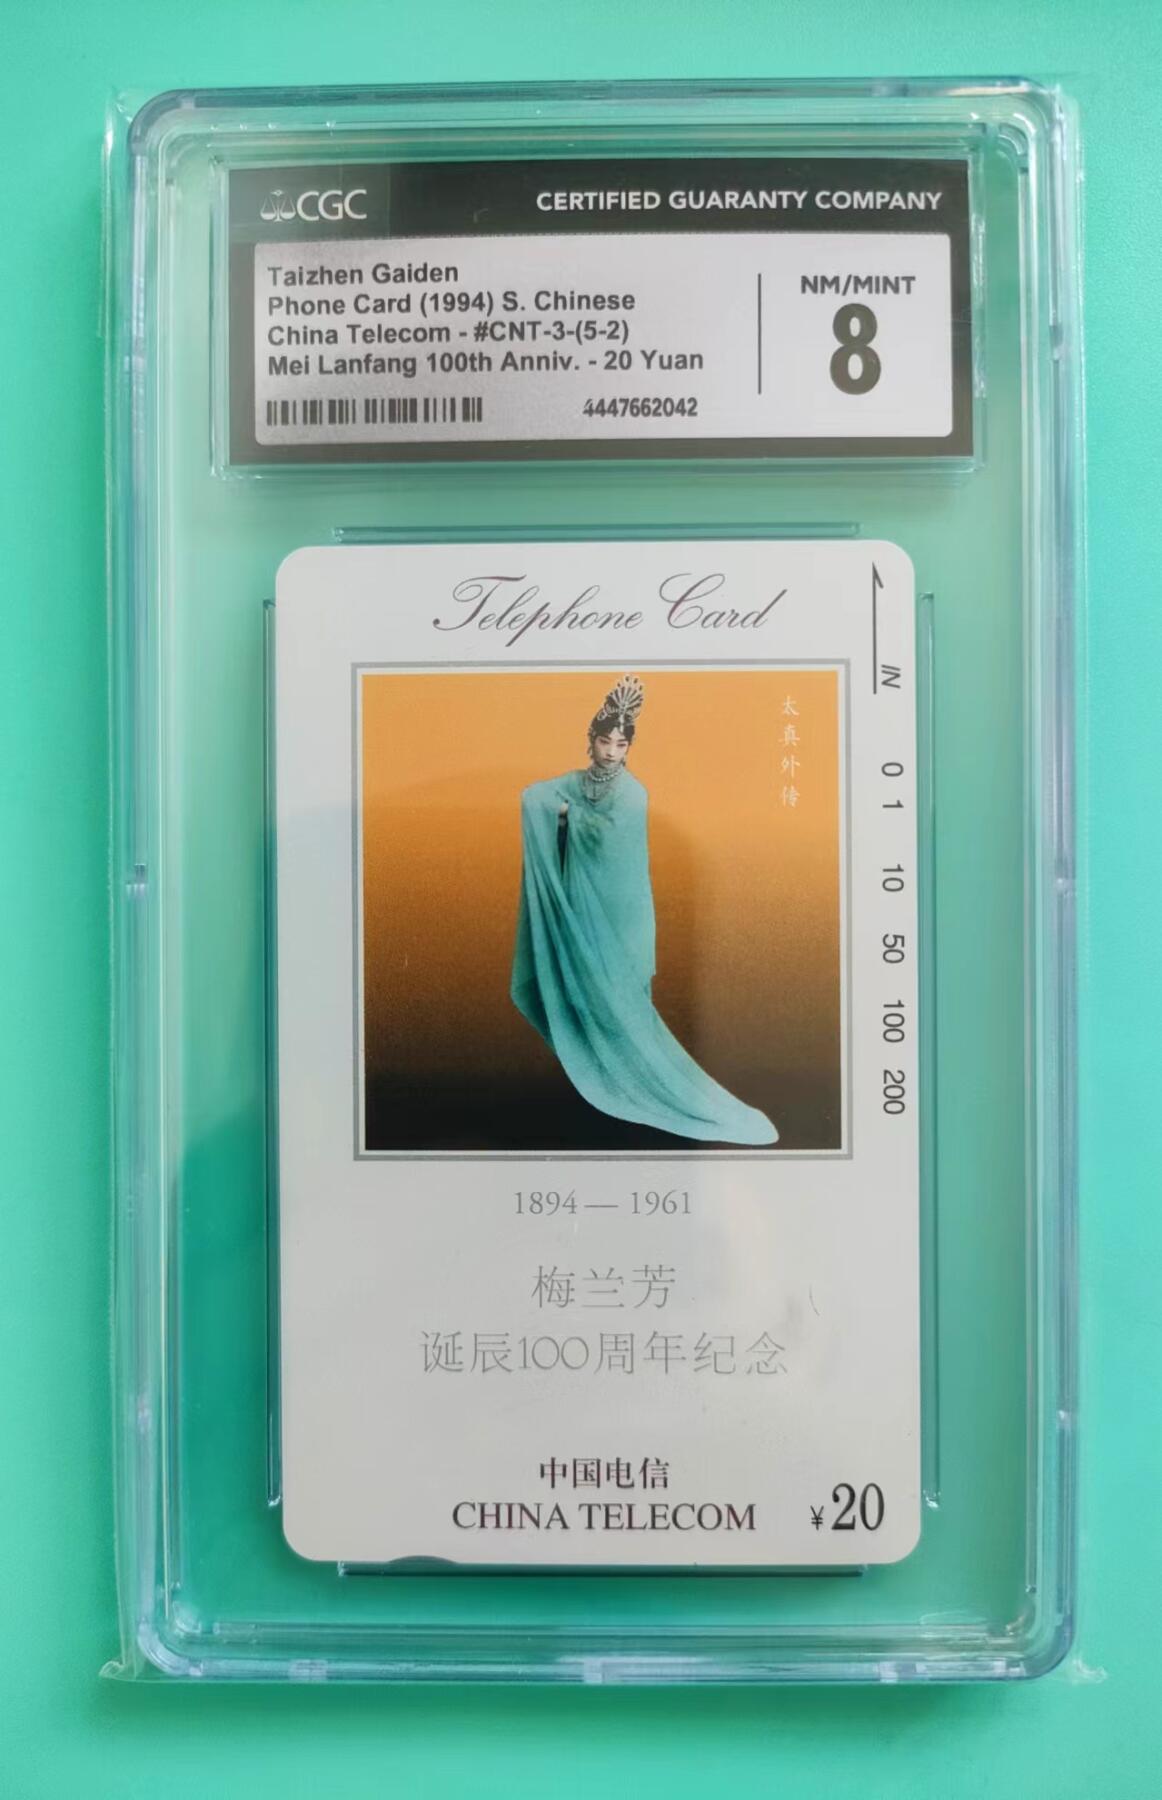 CGC
CERTIFIED GUARANTY COMPANY
Taizhen Gaiden
Phone Card (1994) S. Chinese
China Telecom - #CNT-3-(5-2)
Mei Lanfang 100th Anniv. - 20 Yuan
4447662042
NM/MINT
8
Telephone Card
IN
0 1 10 50 100 200
太真外传
1894 — 1961
梅兰芳
诞辰100周年纪念
中国电信
CHINA TELECOM
¥20